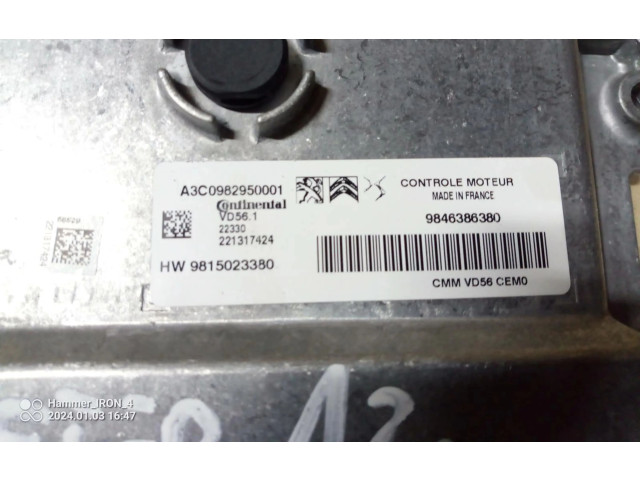 A3C0982950001
Continental
VD56.1
22330
221317424
HW 9815023380
CONTROLE MOTEUR
MADE IN FRANCE
9846386380
CMM VD56 CEM0
Hammer_IRON_4
2024.01.03 16:47